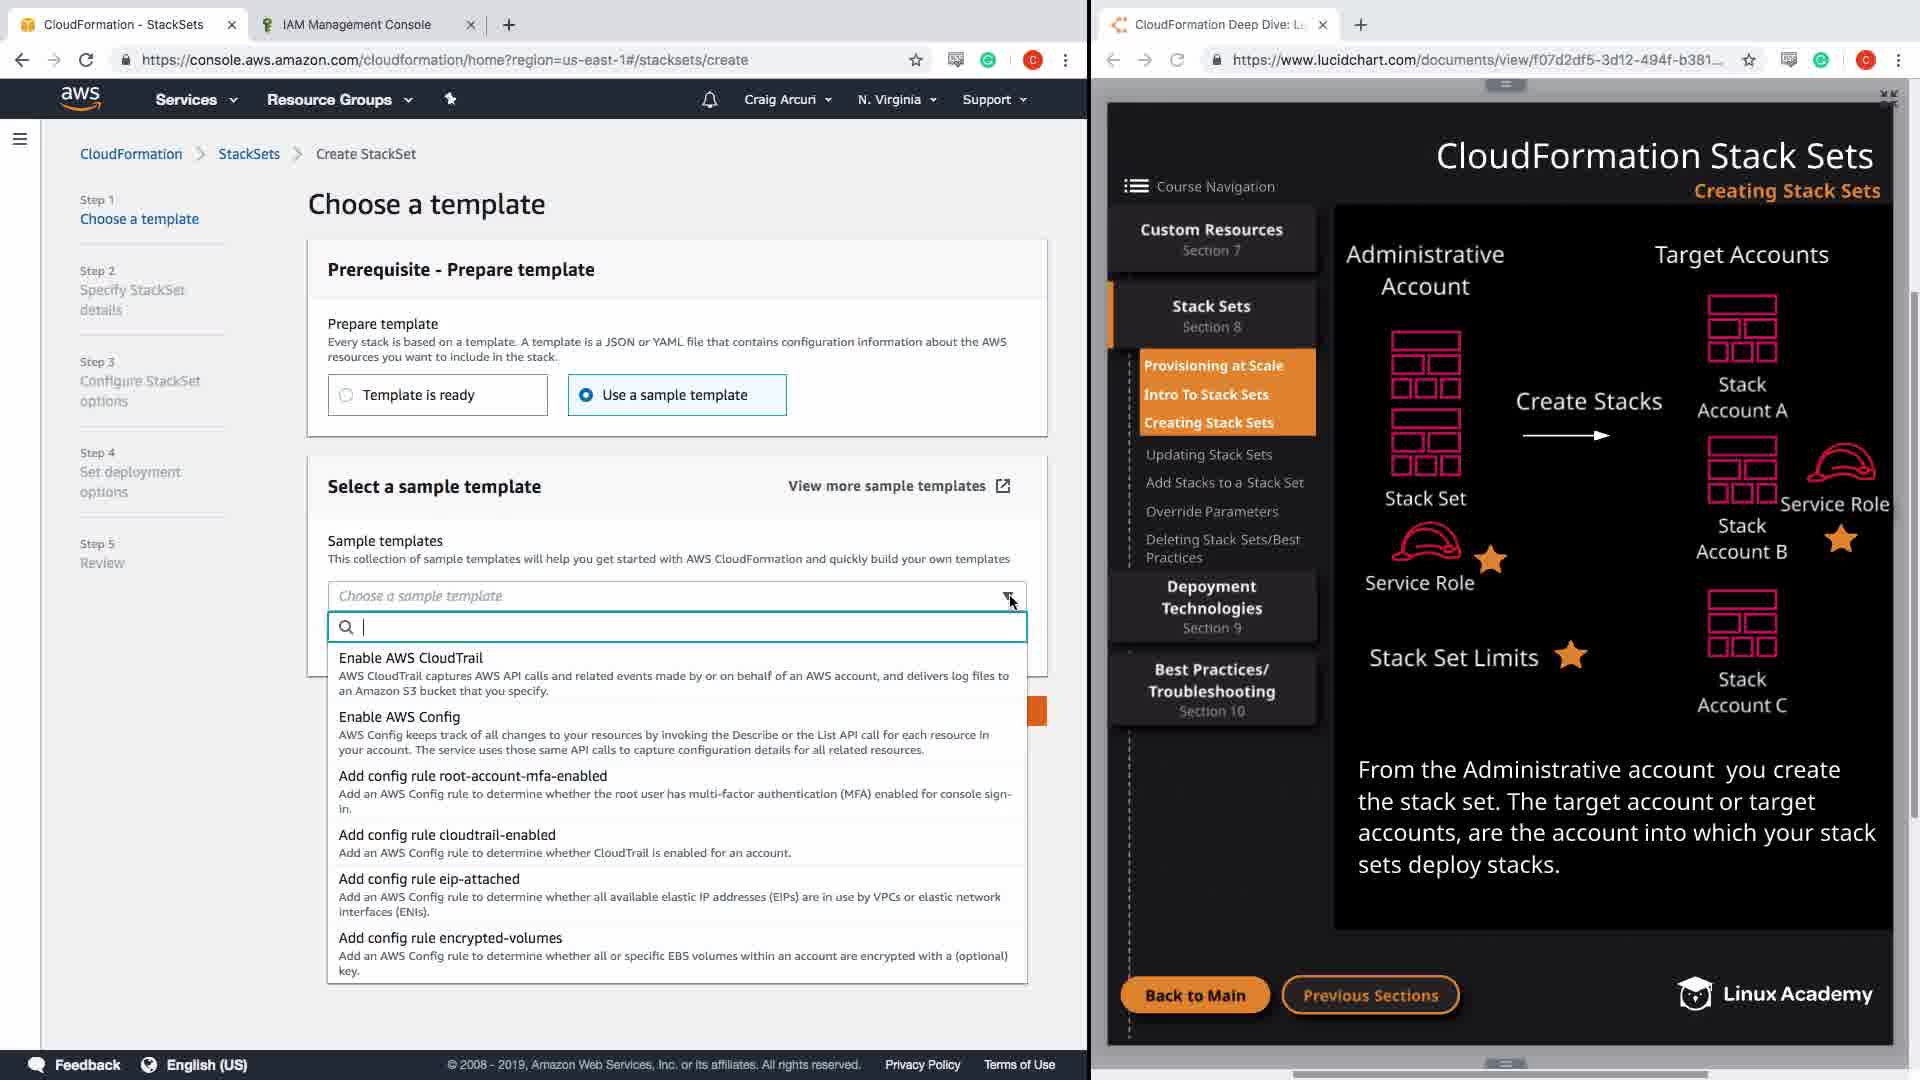 CloudFormation - StackSets
IAM Management Console
https://console.aws.amazon.com/cloudformation/home?region=us-east-1#/stacksets/create
C
aws
Services
Resource Groups
Craig Arcuri
N. Virginia
Support
CloudFormation
StackSets
Create StackSet
Step 1
Choose a template
Step 2
Specify StackSet
details
Step 3
Configure StackSet
options
Step 4
Set deployment
options
Step 5
Review
Choose a template
Prerequisite - Prepare template
Prepare template
Every stack is based on a template. A template is a JSON or YAML file that contains configuration information about the AWS
resources you want to include in the stack.
Template is ready
Use a sample template
Select a sample template
View more sample templates
Sample templates
This collection of sample templates will help you get started with AWS CloudFormation and quickly build your own templates
Choose a sample template
Enable AWS CloudTrail
AWS CloudTrail captures AWS API calls and related events made by or on behalf of an AWS account, and delivers log files to
an Amazon S3 bucket that you specify.
Enable AWS Config
AWS Config keeps track of all changes to your resources by invoking the Describe or the List API call for each resource in
your account. The service uses those same API calls to capture configuration details for all related resources.
Add config rule root-account-mfa-enabled
Add an AWS Config rule to determine whether the root user has multi-factor authentication (MFA) enabled for console sign-
in.
Add config rule cloudtrail-enabled
Add an AWS Config rule to determine whether CloudTrail is enabled for an account.
Add config rule eip-attached
Add an AWS Config rule to determine whether all available elastic IP addresses (EIPs) are in use by VPCs or elastic network
interfaces (ENIs).
Add config rule encrypted-volumes
Add an AWS Config rule to determine whether all or specific EBS volumes within an account are encrypted with a (optional)
key.
Feedback
English (US)
© 2008 - 2019, Amazon Web Services, Inc. or its affiliates. All rights reserved.
Privacy Policy
Terms of Use
CloudFormation Deep Dive: L
https://www.lucidchart.com/documents/view/f07d2df5-3d12-494f-b381...
C
CloudFormation Stack Sets
Creating Stack Sets
Course Navigation
Custom Resources
Section 7
Stack Sets
Section 8
Provisioning at Scale
Intro To Stack Sets
Creating Stack Sets
Updating Stack Sets
Add Stacks to a Stack Set
Override Parameters
Deleting Stack Sets/Best
Practices
Depoyment
Technologies
Section 9
Best Practices/
Troubleshooting
Section 10
Administrative
Account
Stack Set
Service Role
Create Stacks
Stack Set Limits
Target Accounts
Stack
Account A
Service Role
Stack
Account B
Stack
Account C
From the Administrative account you create
the stack set. The target account or target
accounts, are the account into which your stack
sets deploy stacks.
Back to Main
Previous Sections
Linux Academy